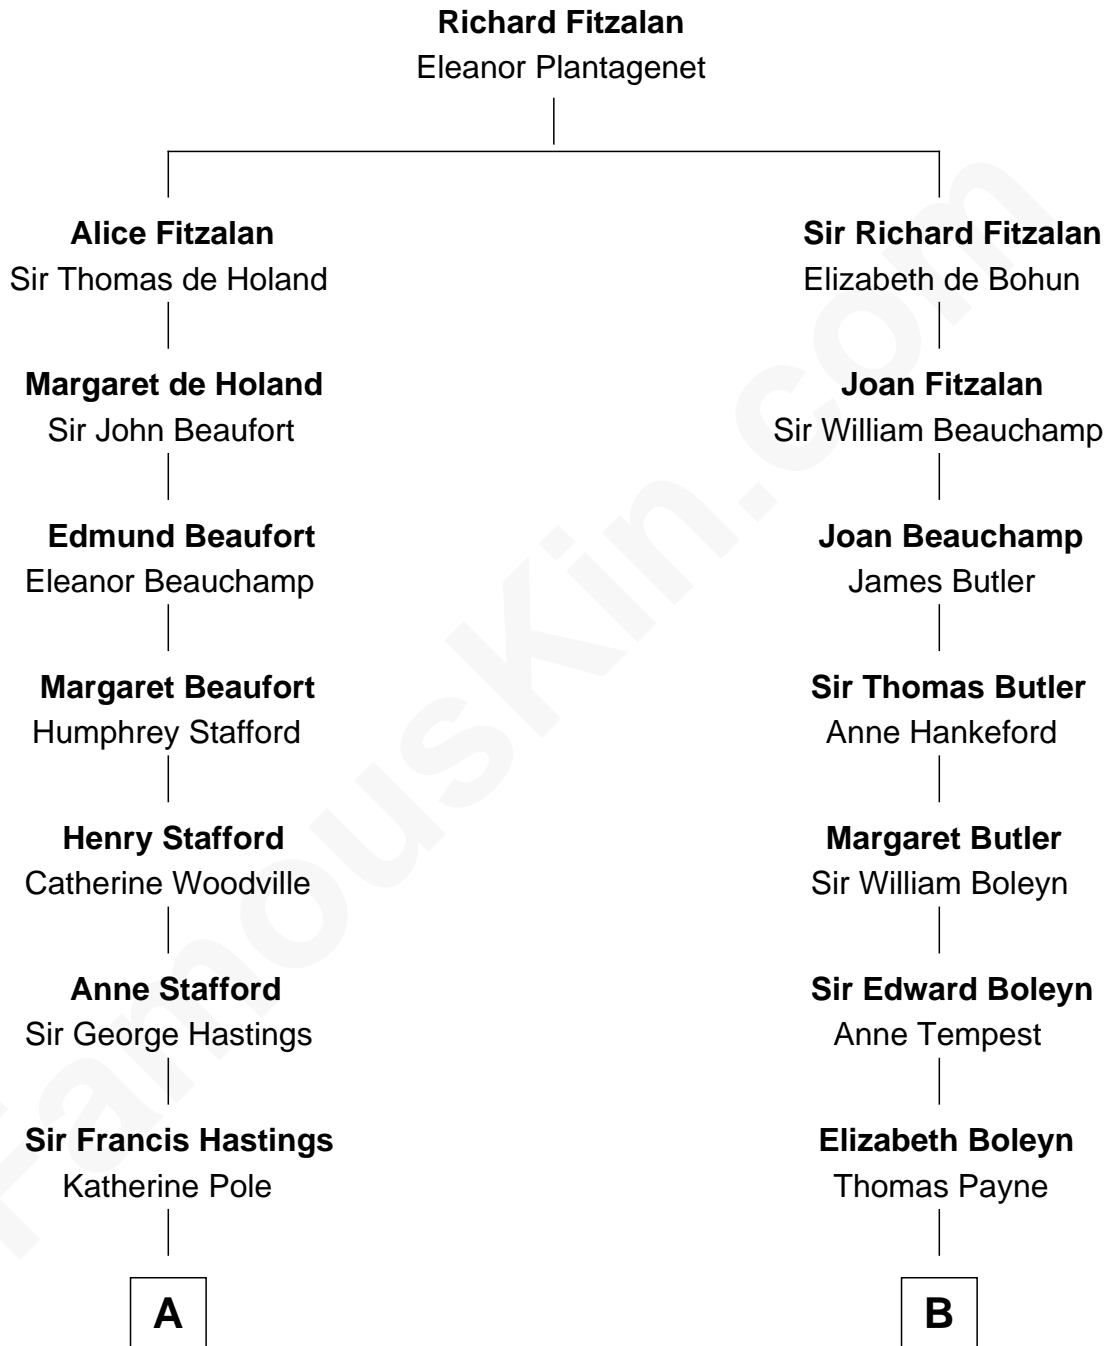 Richard Fitzalan
Eleanor Plantagenet
Alice Fitzalan
Sir Thomas de Holand
Margaret de Holand
Sir John Beaufort
Edmund Beaufort
Eleanor Beauchamp
Margaret Beaufort
Humphrey Stafford
Henry Stafford
Catherine Woodville
Anne Stafford
Sir George Hastings
Sir Francis Hastings
Katherine Pole
A
Sir Richard Fitzalan
Elizabeth de Bohun
Joan Fitzalan
Sir William Beauchamp
Joan Beauchamp
James Butler
Sir Thomas Butler
Anne Hankeford
Margaret Butler
Sir William Boleyn
Sir Edward Boleyn
Anne Tempest
Elizabeth Boleyn
Thomas Payne
B
FamousKin.com